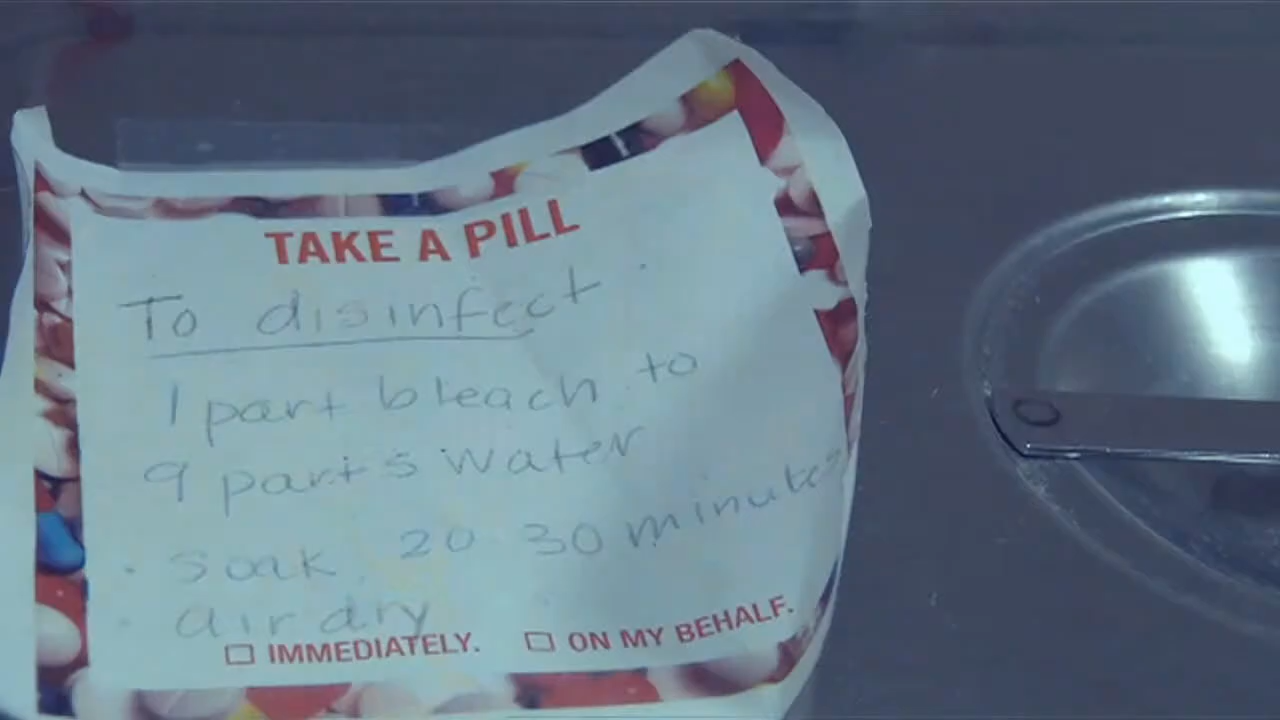 TAKE A PILL
To disinfect
1 part bleach to
9 parts water
• soak 20 30 minutes
• air dry
☐ IMMEDIATELY. ☐ ON MY BEHALF.